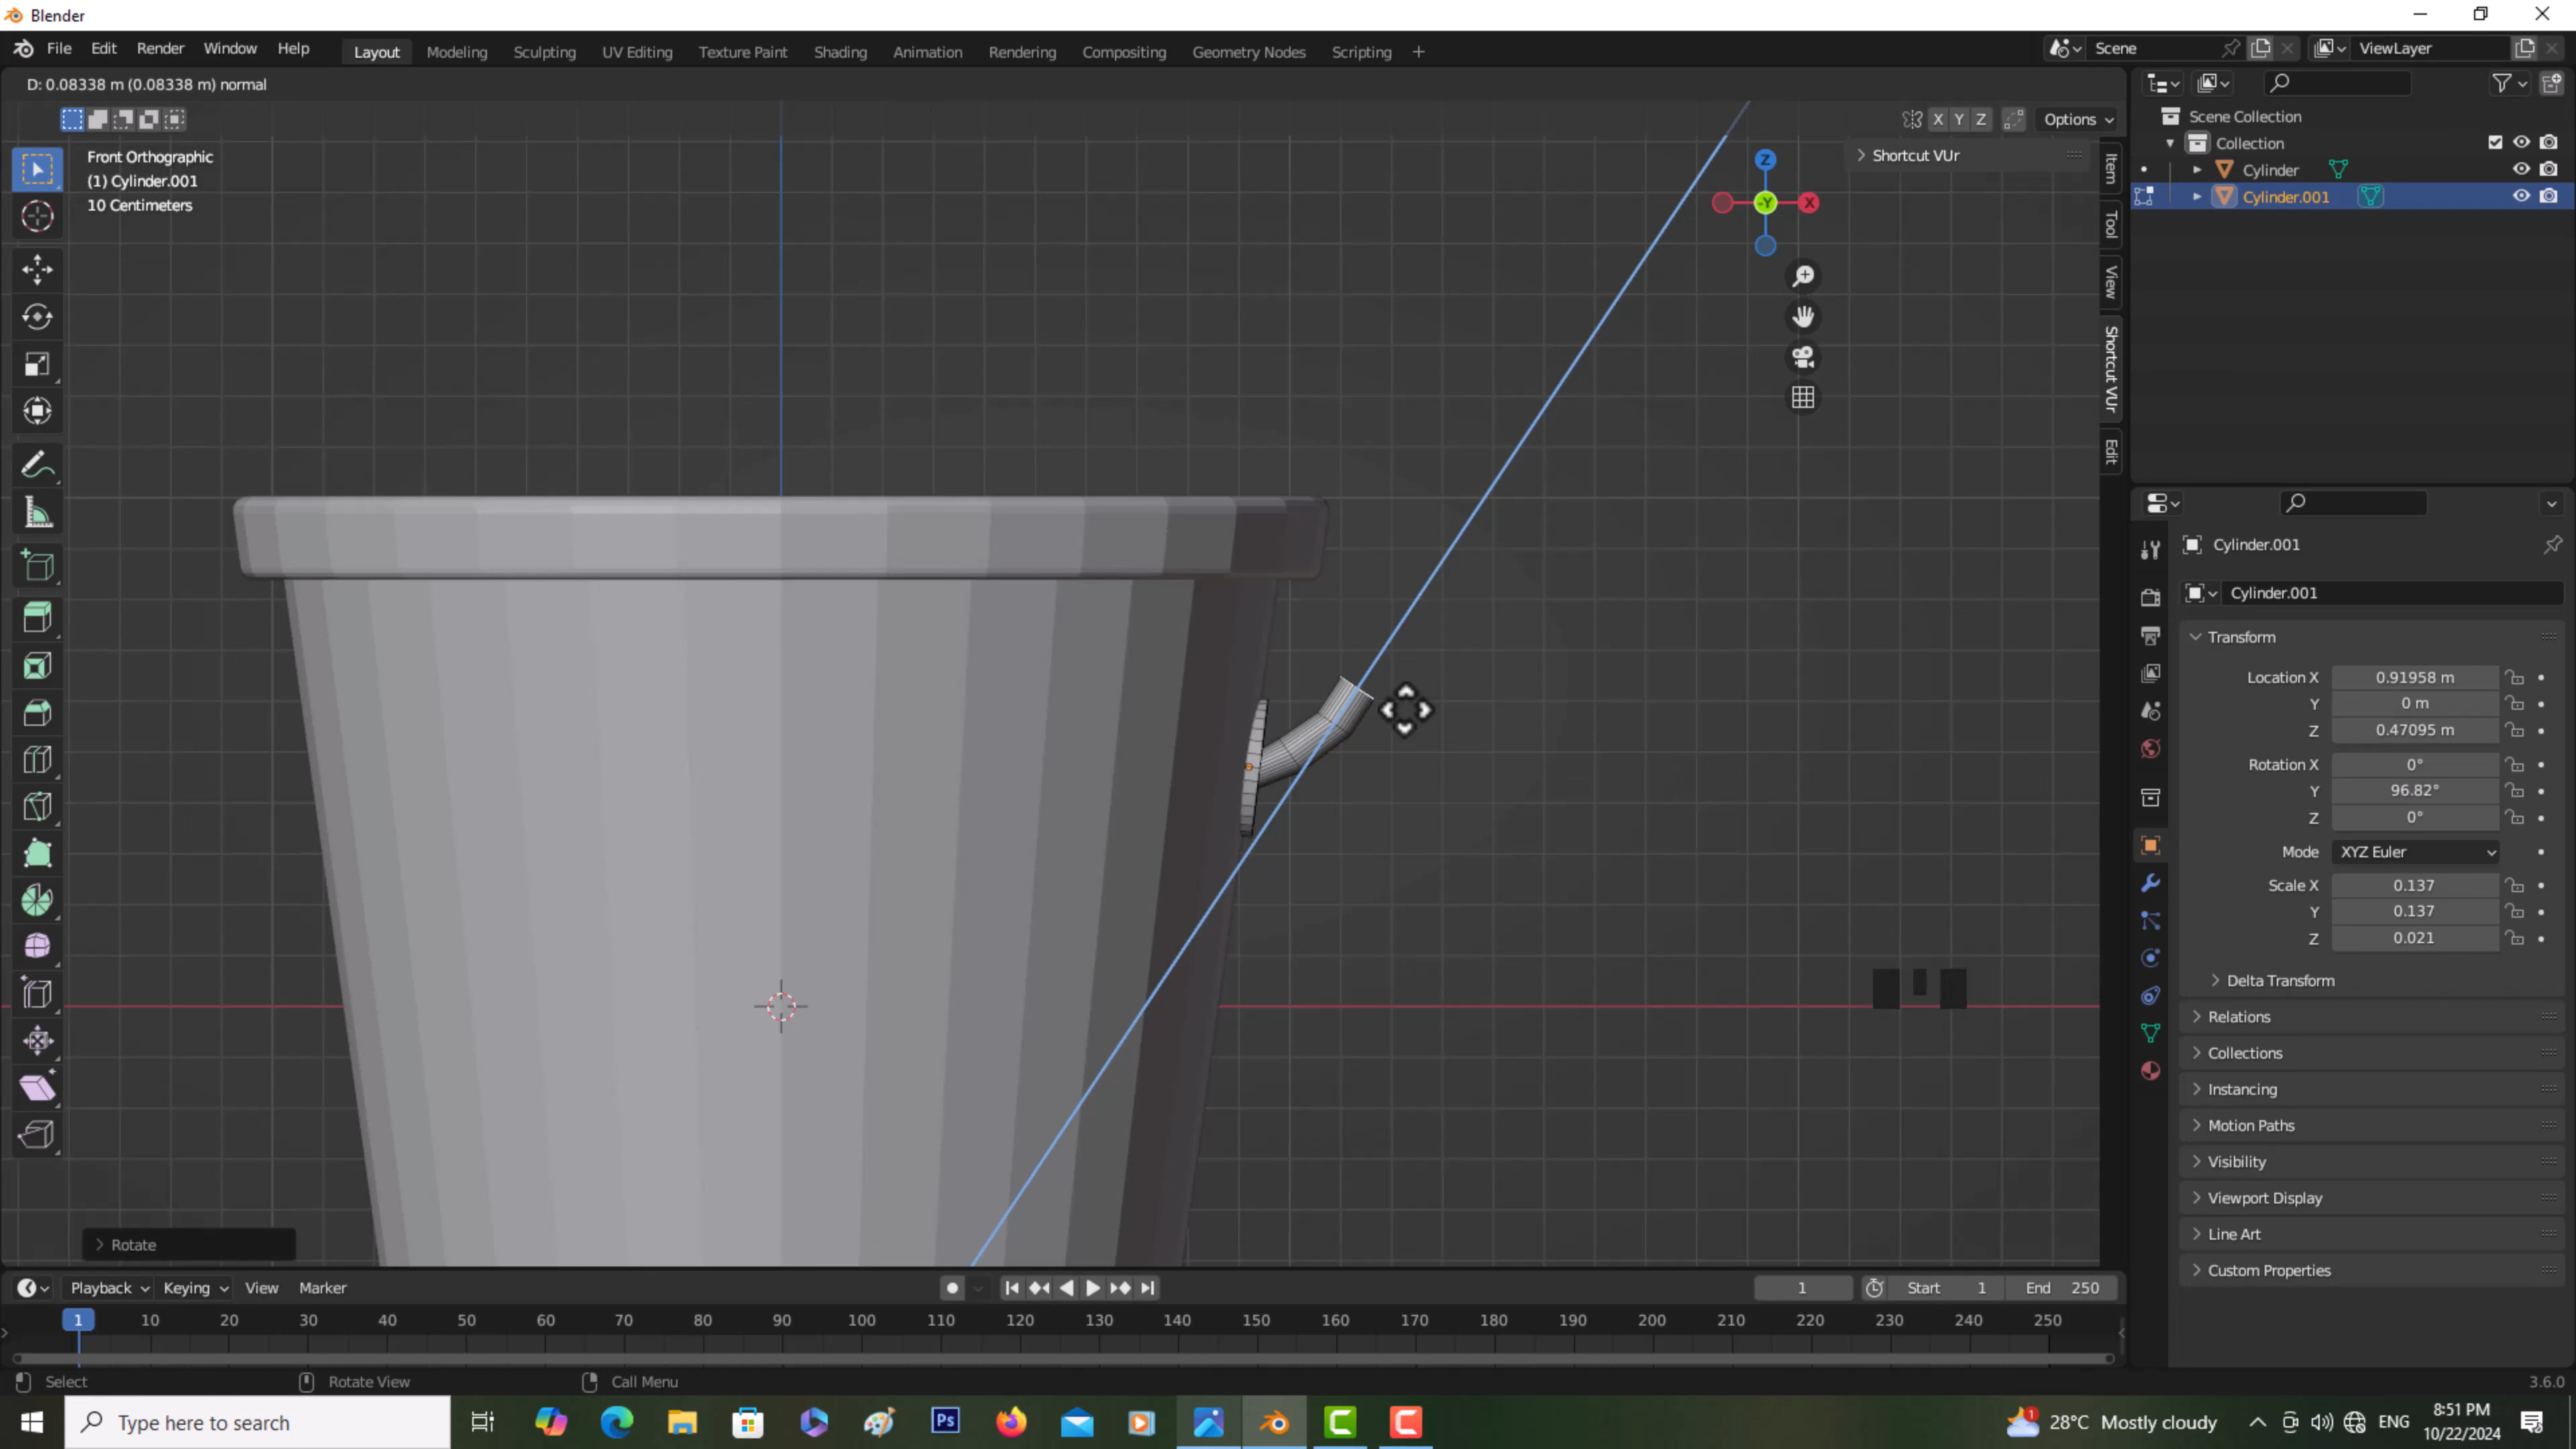 Blender
File Edit Render Window Help Layout Modeling Sculpting UV Editing Texture Paint Shading Animation Rendering Compositing Geometry Nodes Scripting + Scene ViewLayer
D: 0.08338 m (0.08338 m) normal
X Y Z Options
Front Orthographic
(1) Cylinder.001
10 Centimeters
Shortcut VUr
Z
-Y
X
Item
Tool
View
Shortcut VUr
Edit
Scene Collection
Collection
Cylinder
Cylinder.001
Cylinder.001
Cylinder.001
Transform
Location X 0.91958 m
Y 0 m
Z 0.47095 m
Rotation X 0°
Y 96.82°
Z 0°
Mode XYZ Euler
Scale X 0.137
Y 0.137
Z 0.021
Delta Transform
Relations
Collections
Instancing
Motion Paths
Visibility
Viewport Display
Line Art
Custom Properties
Rotate
Playback Keying View Marker 1 Start 1 End 250
1 10 20 30 40 50 60 70 80 90 100 110 120 130 140 150 160 170 180 190 200 210 220 230 240 250
Select Rotate View Call Menu 3.6.0
Type here to search
Ps
1
28°C Mostly cloudy
ENG
8:51 PM
10/22/2024